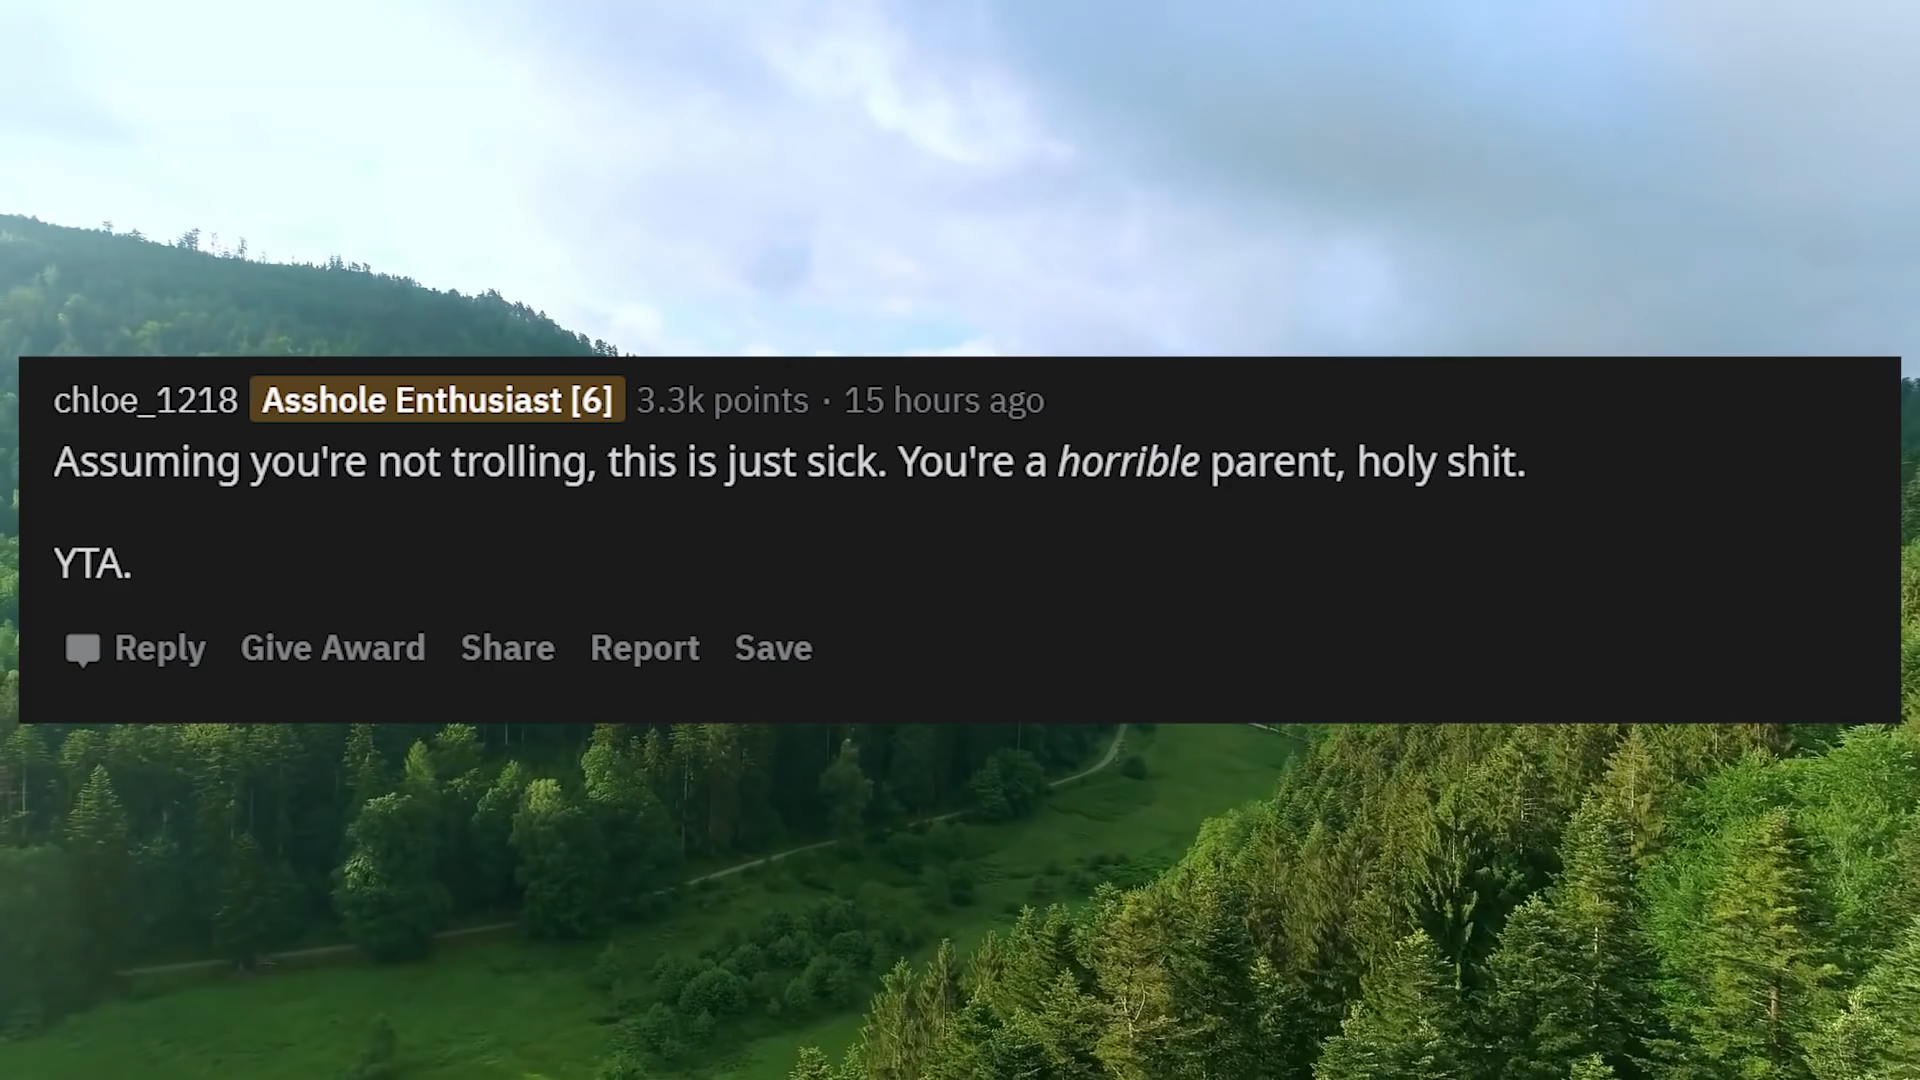 chloe_1218 Asshole Enthusiast [6] 3.3k points · 15 hours ago
Assuming you're not trolling, this is just sick. You're a horrible parent, holy shit.
YTA.
Reply Give Award Share Report Save